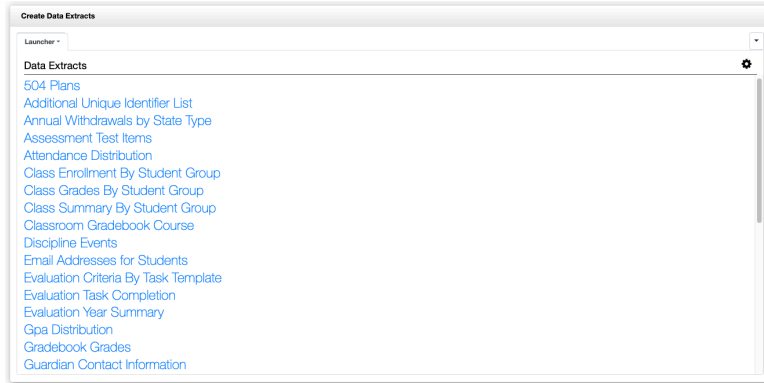 Create Data Extracts
Launcher
Data Extracts
504 Plans
Additional Unique Identifier List
Annual Withdrawals by State Type
Assessment Test Items
Attendance Distribution
Class Enrollment By Student Group
Class Grades By Student Group
Class Summary By Student Group
Classroom Gradebook Course
Discipline Events
Email Addresses for Students
Evaluation Criteria By Task Template
Evaluation Task Completion
Evaluation Year Summary
Gpa Distribution
Gradebook Grades
Guardian Contact Information